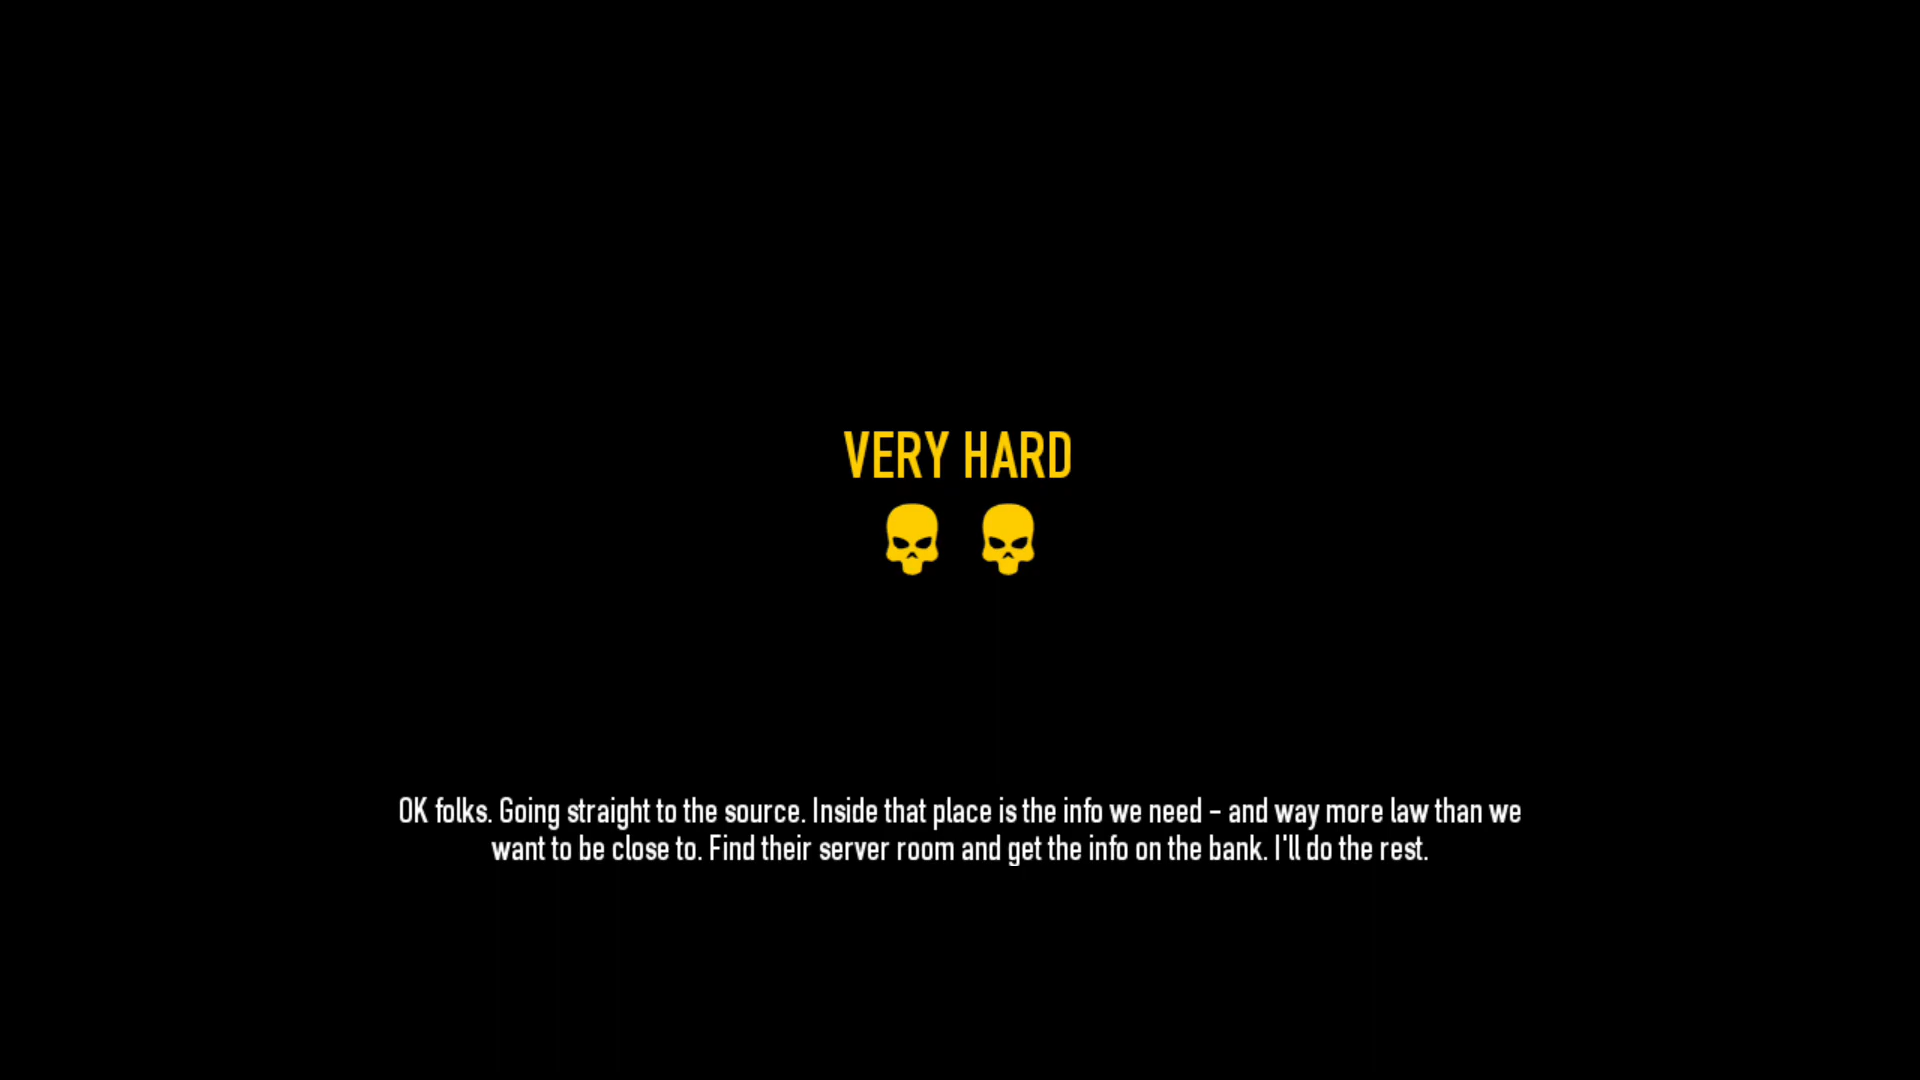 VERY HARD
OK folks. Going straight to the source. Inside that place is the info we need - and way more law than we
want to be close to. Find their server room and get the info on the bank. I'll do the rest.